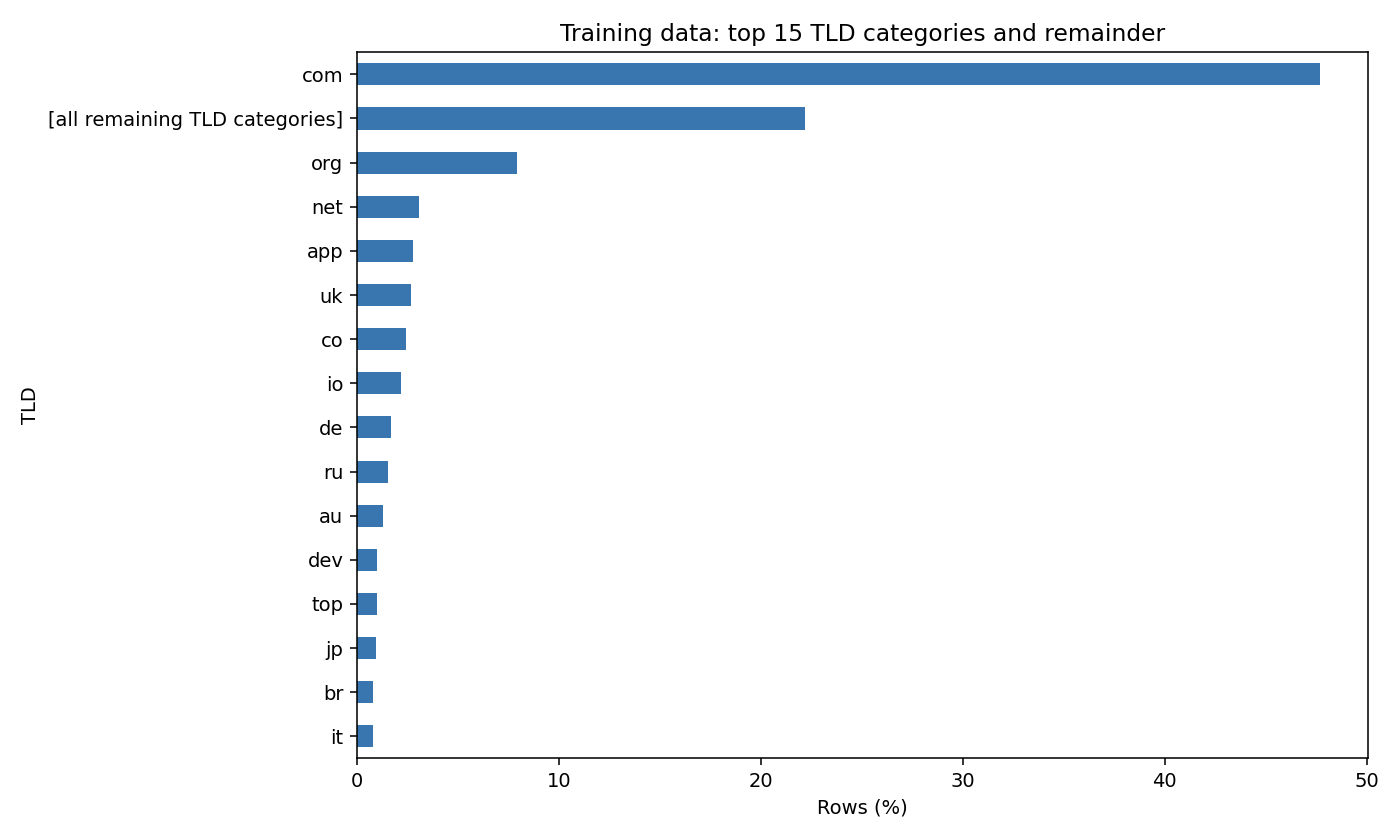 Training data: top 15 TLD categories and remainder
com
[all remaining TLD categories]
org
net
app
uk
co
io
de
ru
au
dev
top
jp
br
it
TLD
0 10 20 30 40 50
Rows (%)